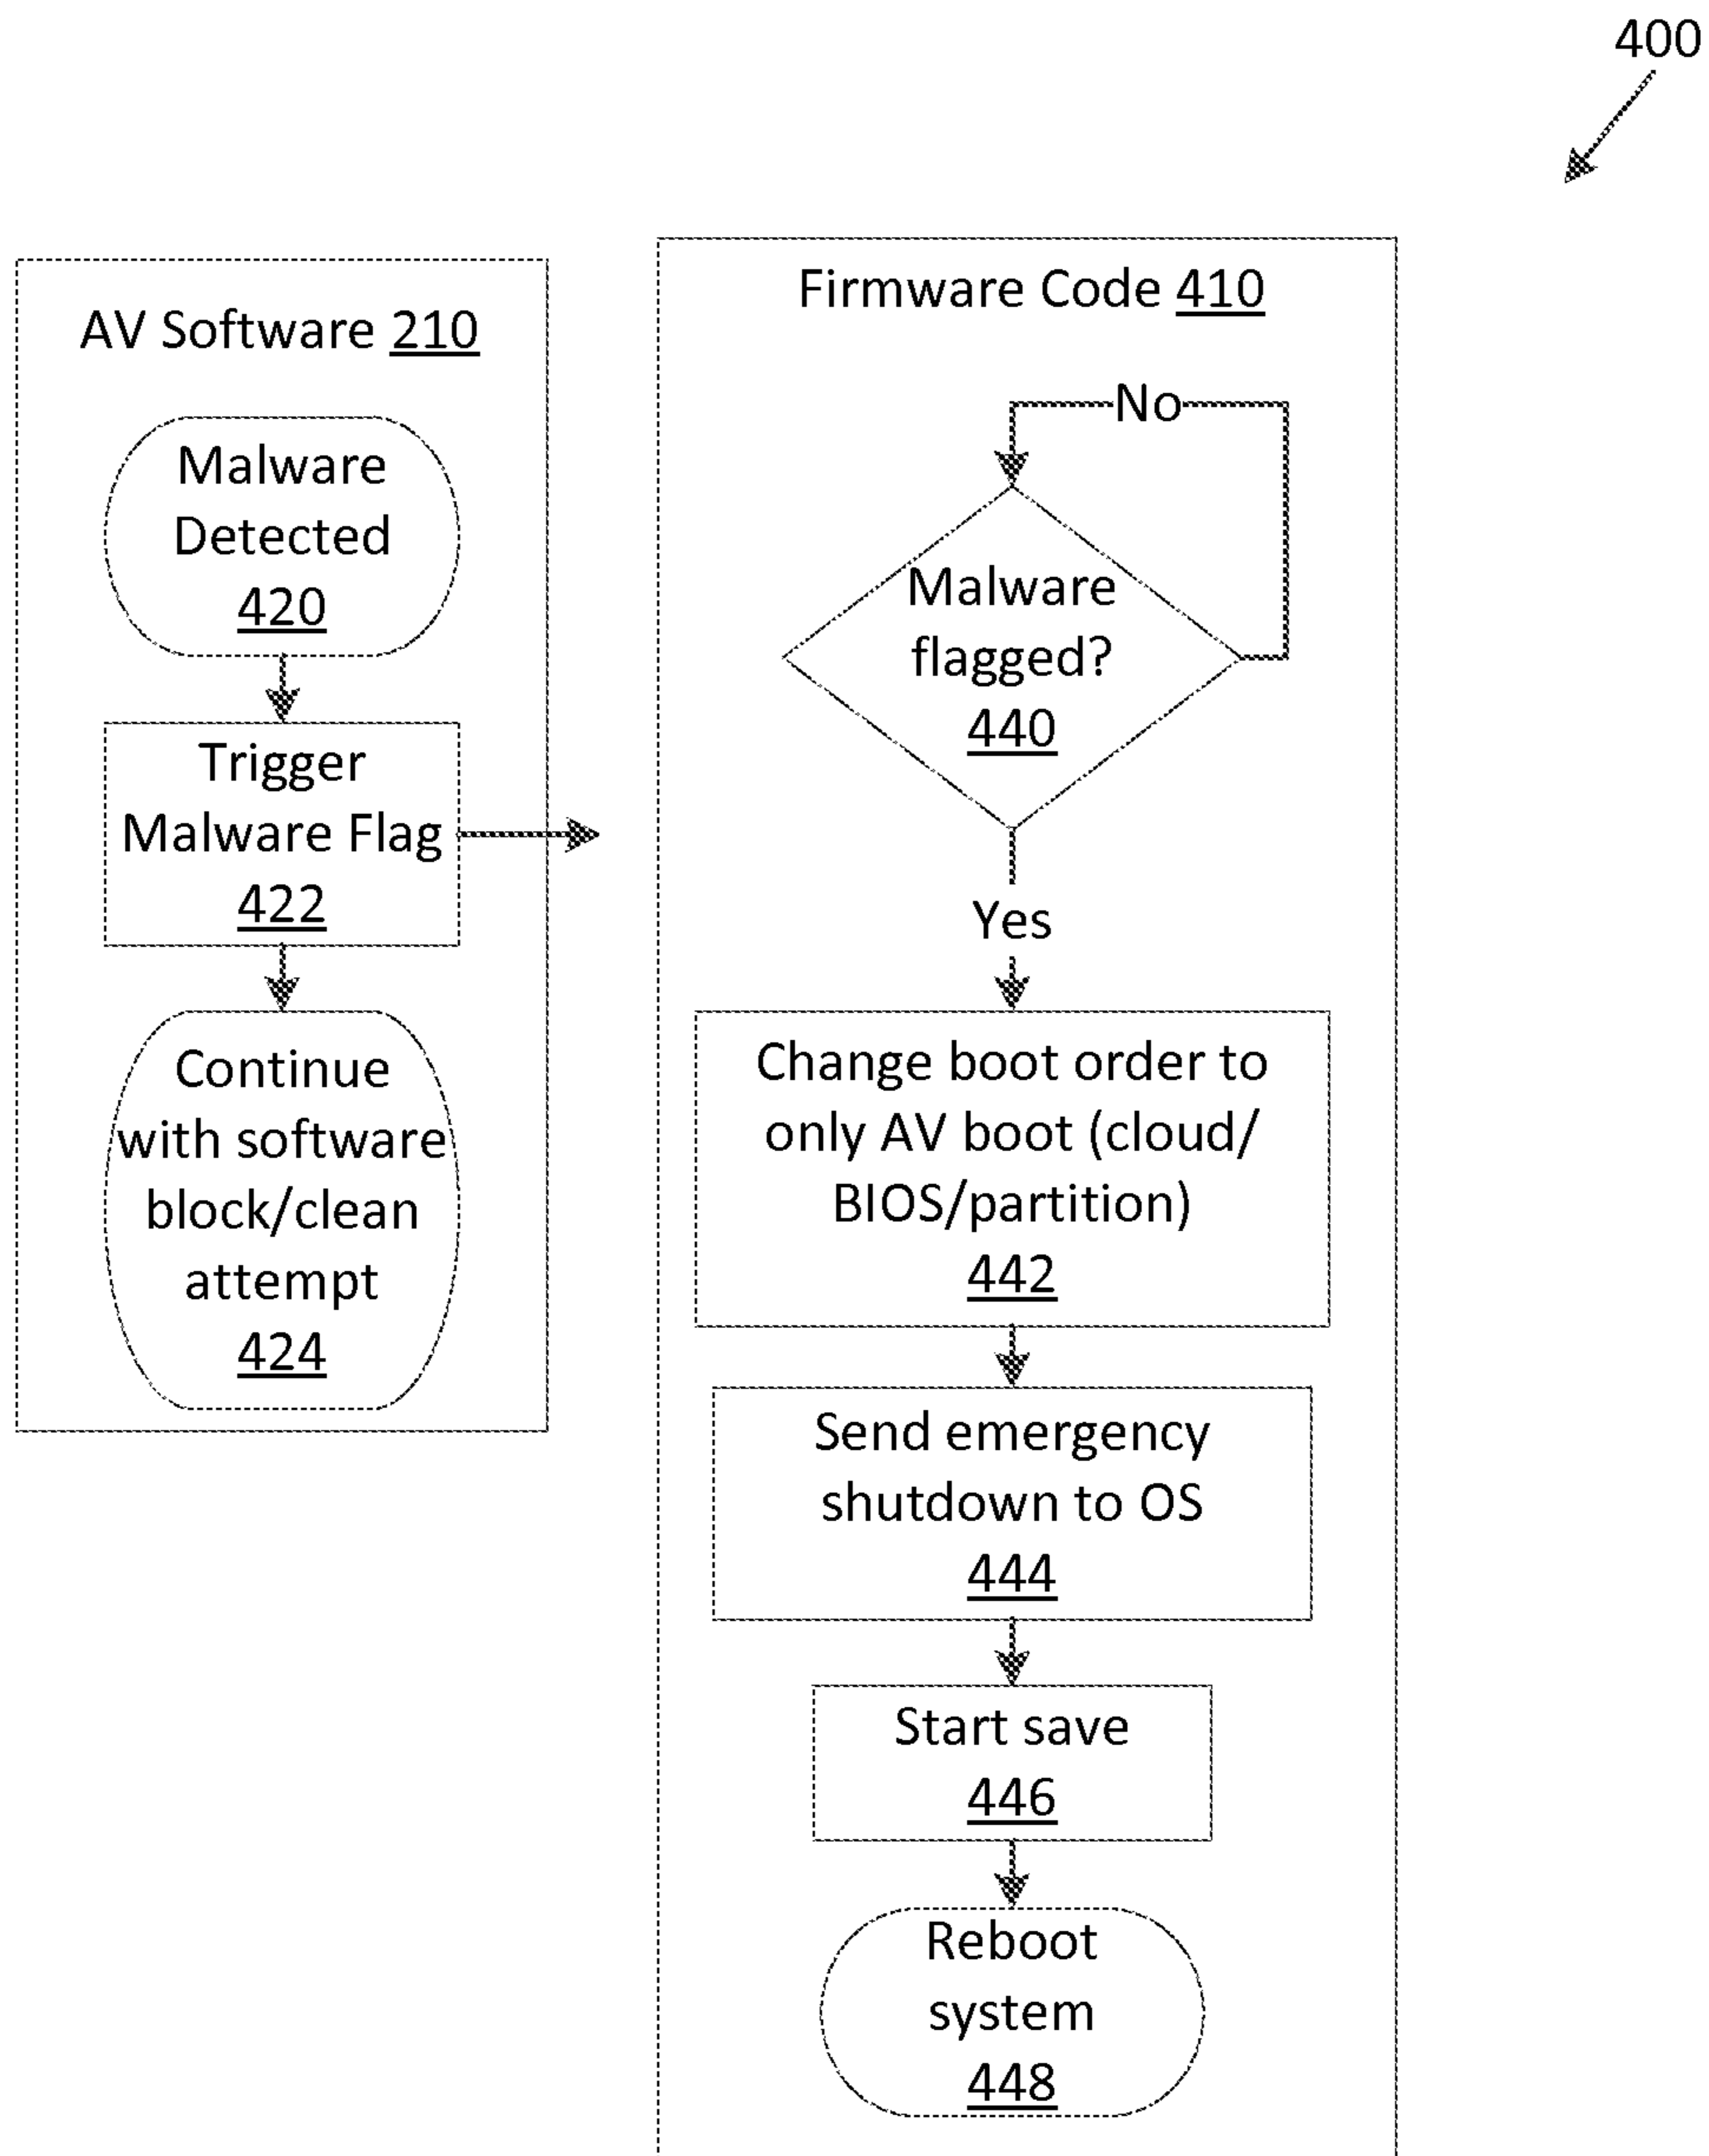 400
AV Software 210
Malware
Detected
420
Trigger
Malware Flag
422
Continue
with software
block/clean
attempt
424
Firmware Code 410
No
Malware
flagged?
440
Yes
Change boot order to
only AV boot (cloud/
BIOS/partition)
442
Send emergency
shutdown to OS
444
Start save
446
Reboot
system
448